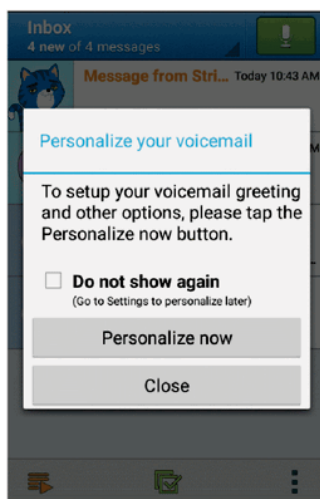 Inbox
4 new of 4 messages
Message from Stri... Today 10:43 AM
M
Personalize your voicemail
To setup your voicemail greeting
and other options, please tap the
Personalize now button.
Do not show again
(Go to Settings to personalize later)
Personalize now
Close